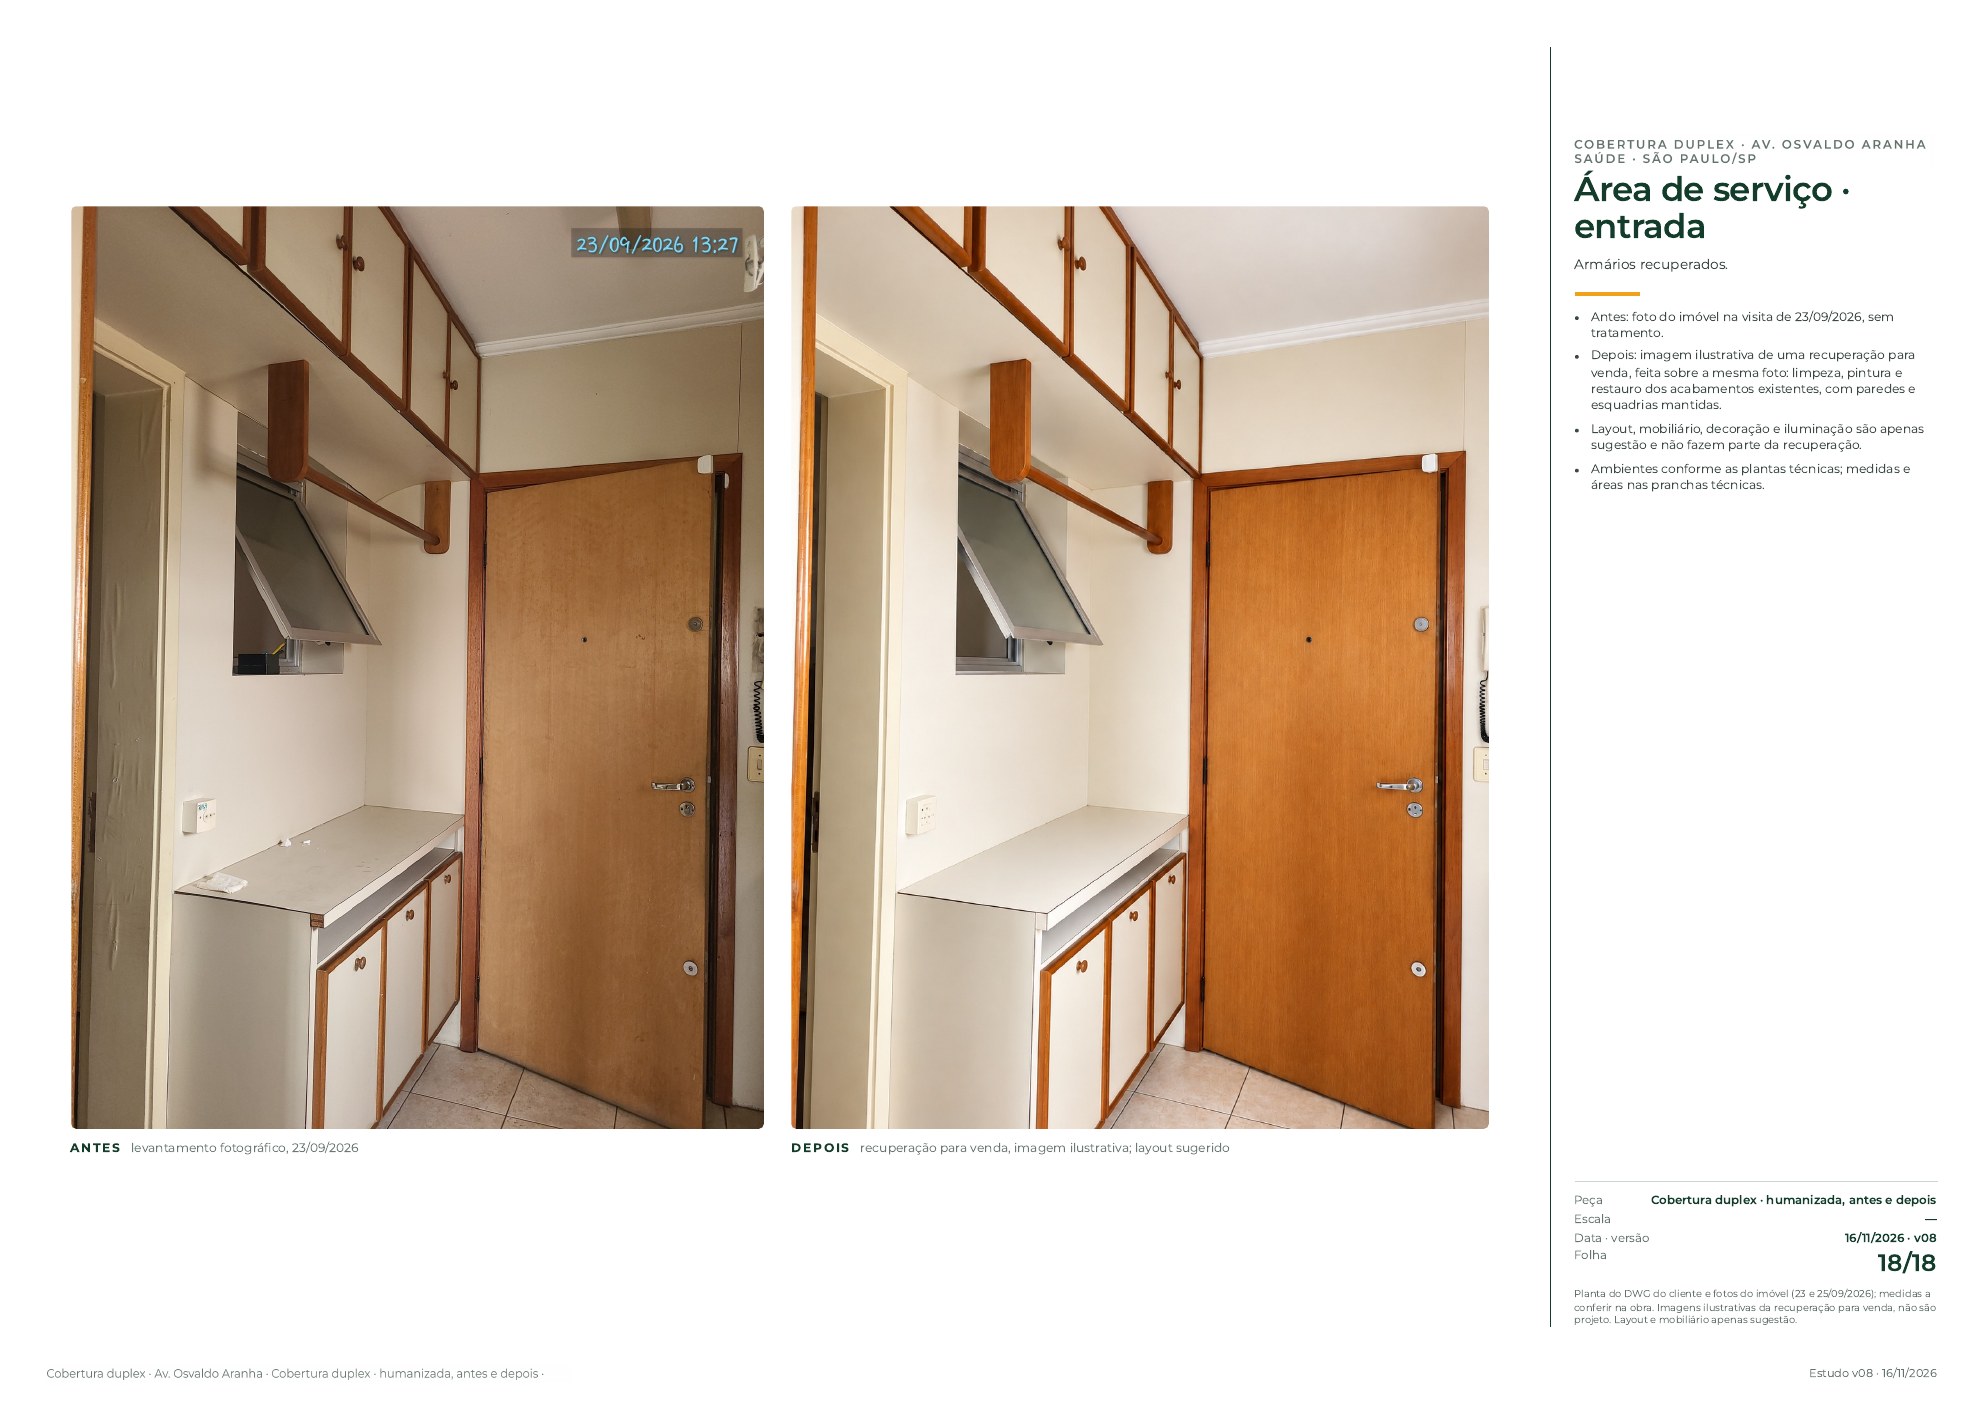 COBERTURA DUPLEX · AV. OSVALDO ARANHA
SAÚDE · SÃO PAULO/SP
Área de serviço ·
entrada
Armários recuperados.
• Antes: foto do imóvel na visita de 23/09/2026, sem
tratamento.
• Depois: imagem ilustrativa de uma recuperação para
venda, feita sobre a mesma foto: limpeza, pintura e
restauro dos acabamentos existentes, com paredes e
esquadrias mantidas.
• Layout, mobiliário, decoração e iluminação são apenas
sugestão e não fazem parte da recuperação.
• Ambientes conforme as plantas técnicas; medidas e
áreas nas pranchas técnicas.
23/09/2026 13:27
ANTES levantamento fotográfico, 23/09/2026
DEPOIS recuperação para venda, imagem ilustrativa; layout sugerido
Peça Cobertura duplex · humanizada, antes e depois
Escala —
Data · versão 16/11/2026 · v08
Folha 18/18
Planta do DWG do cliente e fotos do imóvel (23 e 25/09/2026); medidas a
conferir na obra. Imagens ilustrativas da recuperação para venda, não são
projeto. Layout e mobiliário apenas sugestão.
Cobertura duplex · Av. Osvaldo Aranha · Cobertura duplex · humanizada, antes e depois ·
Estudo v08 · 16/11/2026